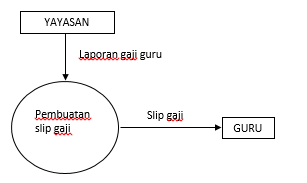 YAYASAN
Laporan gaji guru
Pembuatan
slip gaji
Slip gaji
GURU